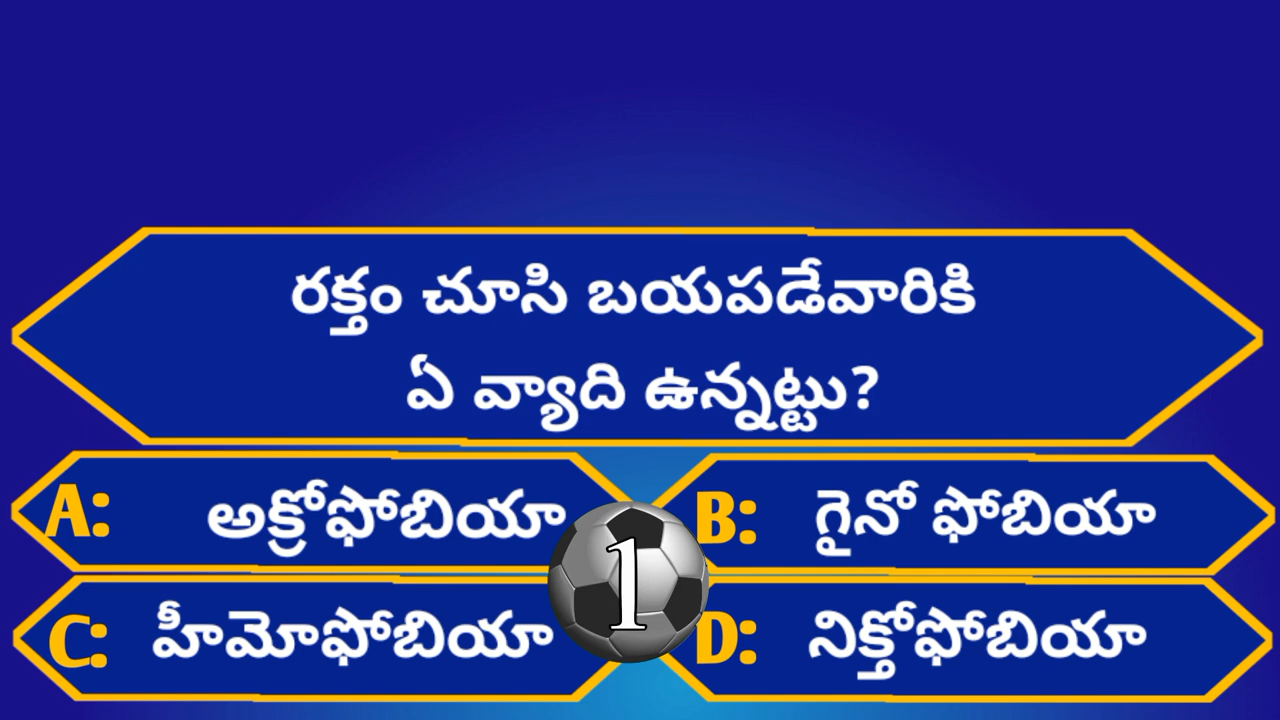 రక్తం చూసి బయపడేవారికి
ఏ వ్యాది ఉన్నట్టు?
A: అక్రోఫోబియా
B: గైనో ఫోబియా
1
C: హీమోఫోబియా
D: నిక్తోఫోబియా